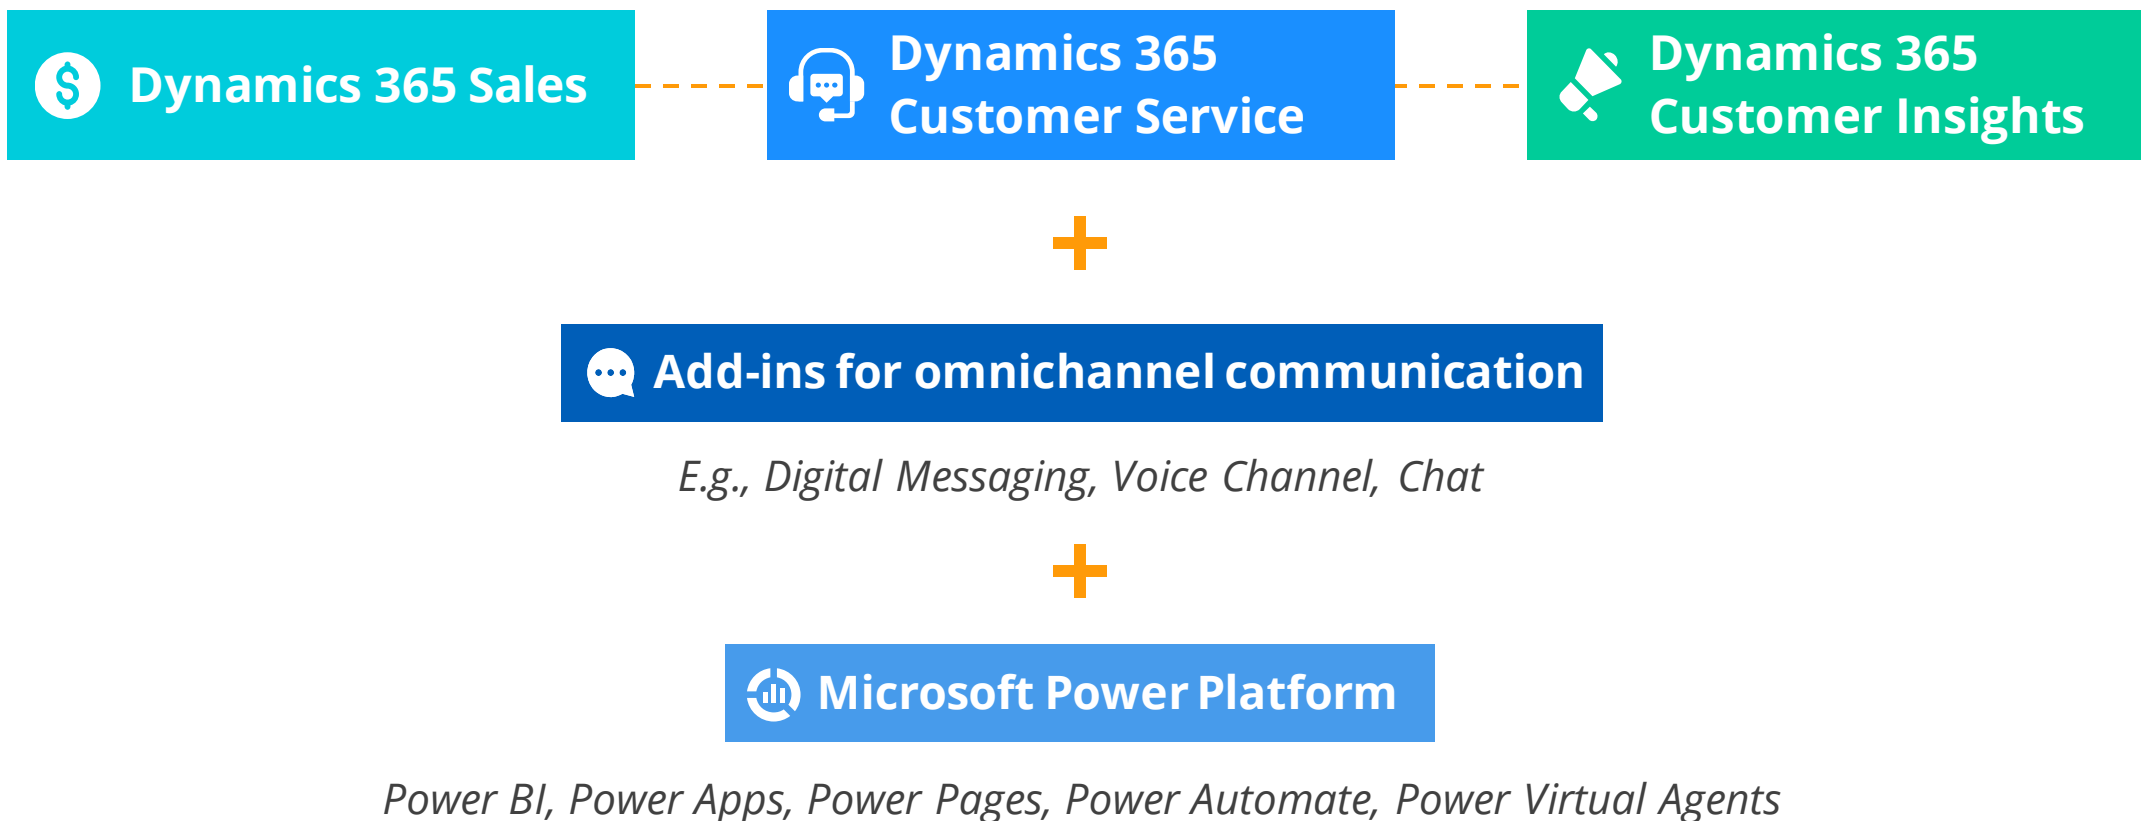 Dynamics 365 Sales
Dynamics 365
Customer Service
Dynamics 365
Customer Insights
Add-ins for omnichannel communication
E.g., Digital Messaging, Voice Channel, Chat
Microsoft Power Platform
Power BI, Power Apps, Power Pages, Power Automate, Power Virtual Agents